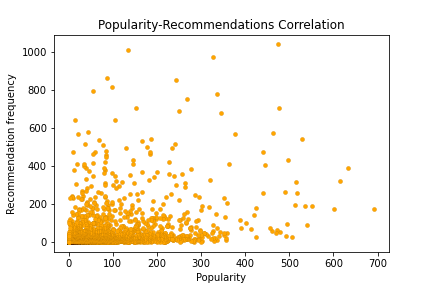 Popularity-Recommendations Correlation
Recommendation frequency
1000
800
600
400
200
0
0 100 200 300 400 500 600 700
Popularity